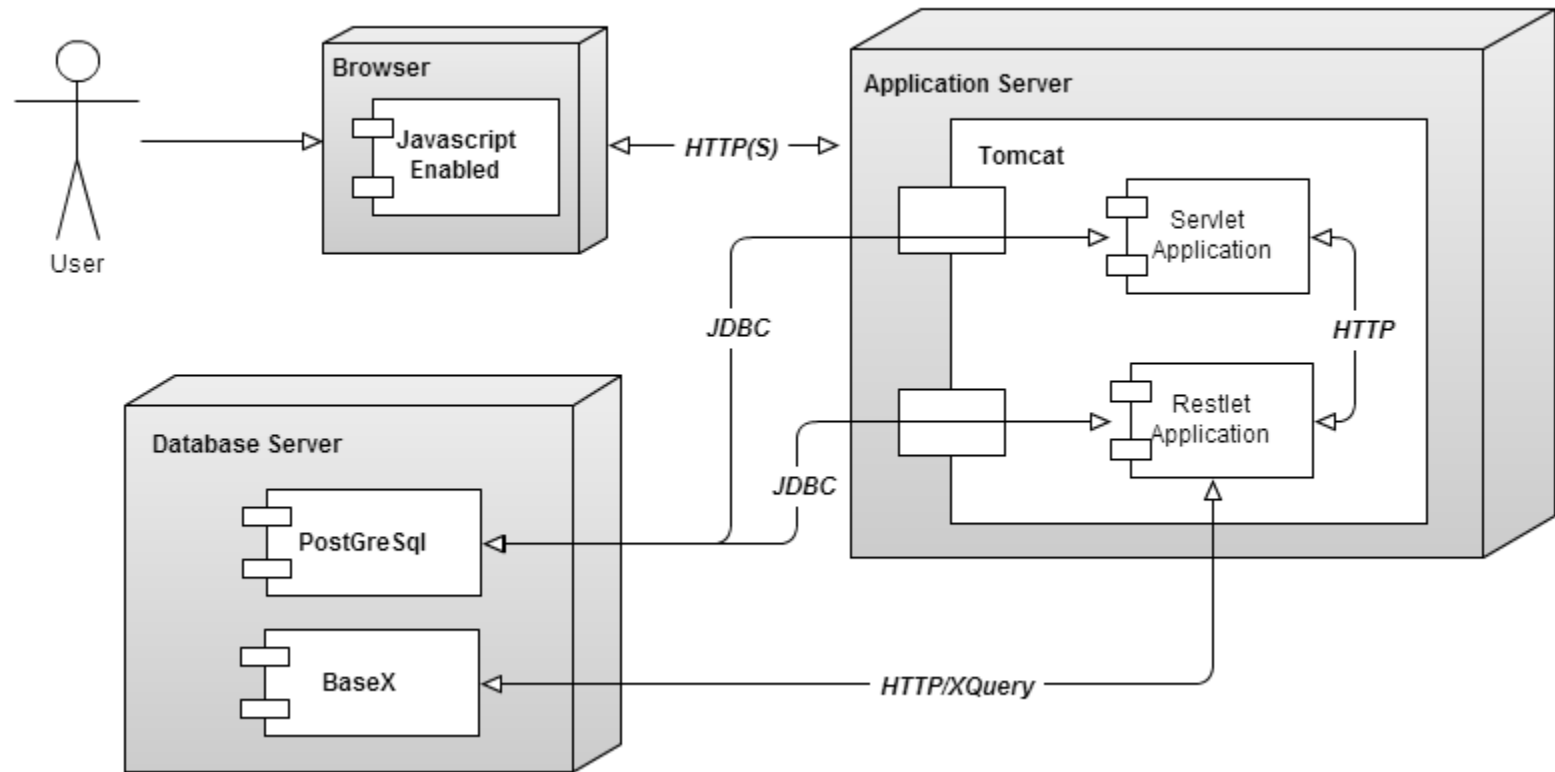 User
Browser
Javascript
Enabled
HTTP(S)
Application Server
Tomcat
Servlet
Application
HTTP
Restlet
Application
JDBC
JDBC
Database Server
PostGreSql
BaseX
HTTP/XQuery